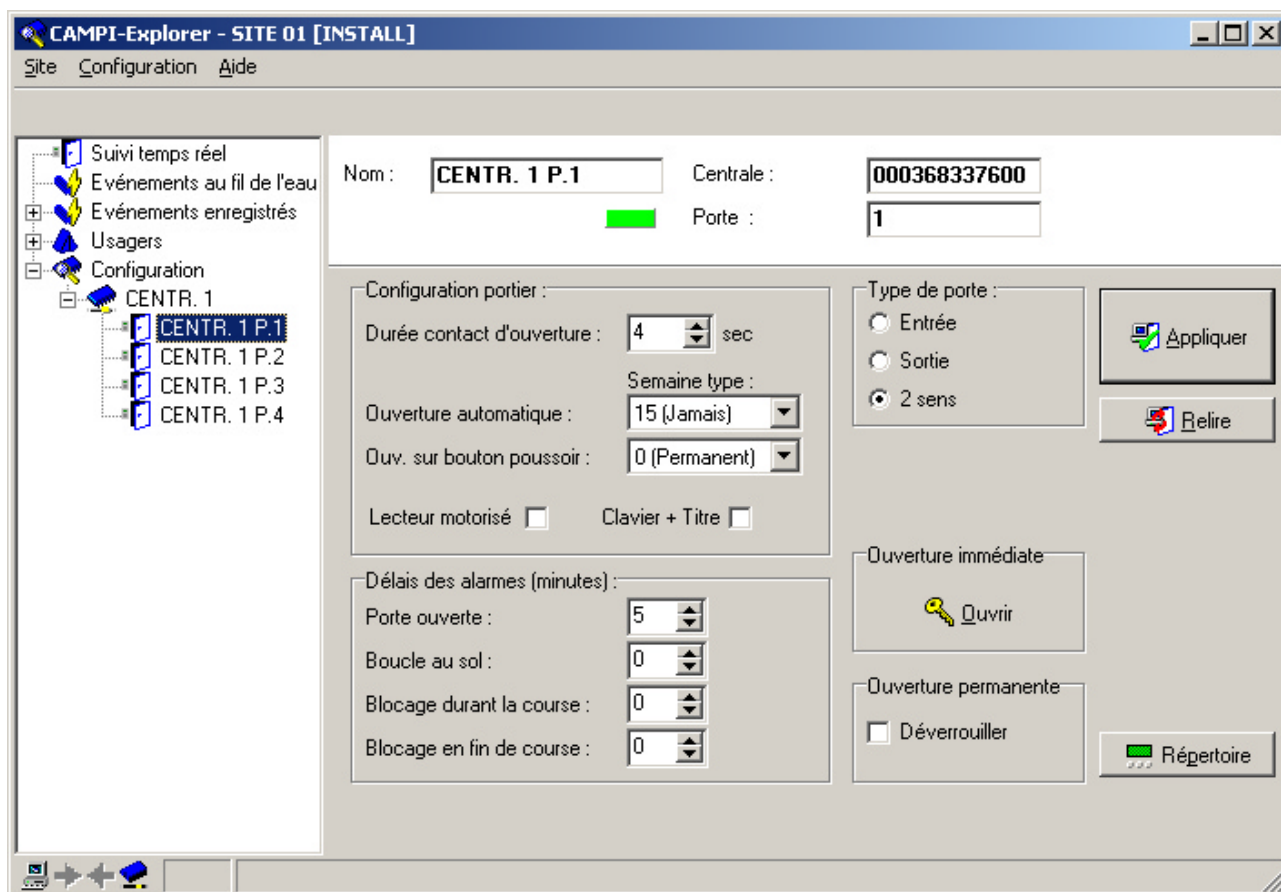 CAMPI-Explorer - SITE 01 [INSTALL]
Site Configuration Aide
Suivi temps réel
Evénements au fil de l'eau
Evénements enregistrés
Usagers
Configuration
CENTR. 1
CENTR. 1 P.1
CENTR. 1 P.2
CENTR. 1 P.3
CENTR. 1 P.4
Nom : CENTR. 1 P.1 Centrale : 000368337600
Porte : 1
Configuration portier :
Durée contact d'ouverture : 4 sec
Semaine type :
Ouverture automatique : 15 (Jamais)
Ouv. sur bouton poussoir : 0 (Permanent)
Lecteur motorisé Clavier + Titre
Délais des alarmes (minutes) :
Porte ouverte : 5
Boucle au sol : 0
Blocage durant la course : 0
Blocage en fin de course : 0
Type de porte :
Entrée
Sortie
2 sens
Ouverture immédiate
Ouvrir
Ouverture permanente
Déverrouiller
Appliquer
Relire
Répertoire